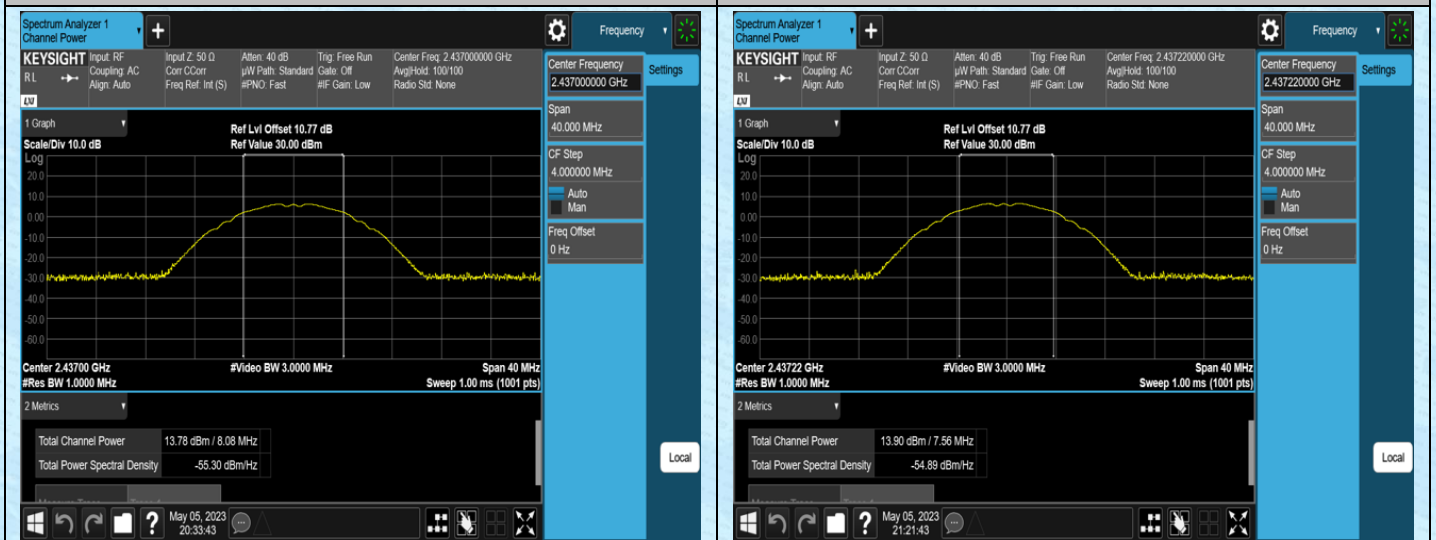 Spectrum Analyzer 1
Channel Power
Frequency
KEYSIGHT
Input: RF
Coupling: AC
Align: Auto
Input Z: 50 Ω
Corr CCorr
Freq Ref: Int (S)
Atten: 40 dB
µW Path: Standard
#PNO: Fast
Trig: Free Run
Gate: Off
#IF Gain: Low
Center Freq: 2.437000000 GHz
Avg|Hold: 100/100
Radio Std: None
R L
LXI
Center Frequency
2.437000000 GHz
Settings
Span
40.000 MHz
CF Step
4.000000 MHz
Auto
Man
Freq Offset
0 Hz
1 Graph
Scale/Div 10.0 dB
Ref Lvl Offset 10.77 dB
Ref Value 30.00 dBm
Log
20.0
10.0
0.00
-10.0
-20.0
-30.0
-40.0
-50.0
-60.0
Center 2.43700 GHz
#Video BW 3.0000 MHz
Span 40 MHz
#Res BW 1.0000 MHz
Sweep 1.00 ms (1001 pts)
2 Metrics
Total Channel Power 13.78 dBm / 8.08 MHz
Total Power Spectral Density -55.30 dBm/Hz
Local
?
May 05, 2023
20:33:43
Spectrum Analyzer 1
Channel Power
Frequency
KEYSIGHT
Input: RF
Coupling: AC
Align: Auto
Input Z: 50 Ω
Corr CCorr
Freq Ref: Int (S)
Atten: 40 dB
µW Path: Standard
#PNO: Fast
Trig: Free Run
Gate: Off
#IF Gain: Low
Center Freq: 2.437220000 GHz
Avg|Hold: 100/100
Radio Std: None
R L
LXI
Center Frequency
2.437220000 GHz
Settings
Span
40.000 MHz
CF Step
4.000000 MHz
Auto
Man
Freq Offset
0 Hz
1 Graph
Scale/Div 10.0 dB
Ref Lvl Offset 10.77 dB
Ref Value 30.00 dBm
Log
20.0
10.0
0.00
-10.0
-20.0
-30.0
-40.0
-50.0
-60.0
Center 2.43722 GHz
#Video BW 3.0000 MHz
Span 40 MHz
#Res BW 1.0000 MHz
Sweep 1.00 ms (1001 pts)
2 Metrics
Total Channel Power 13.90 dBm / 7.56 MHz
Total Power Spectral Density -54.89 dBm/Hz
Local
?
May 05, 2023
21:21:43